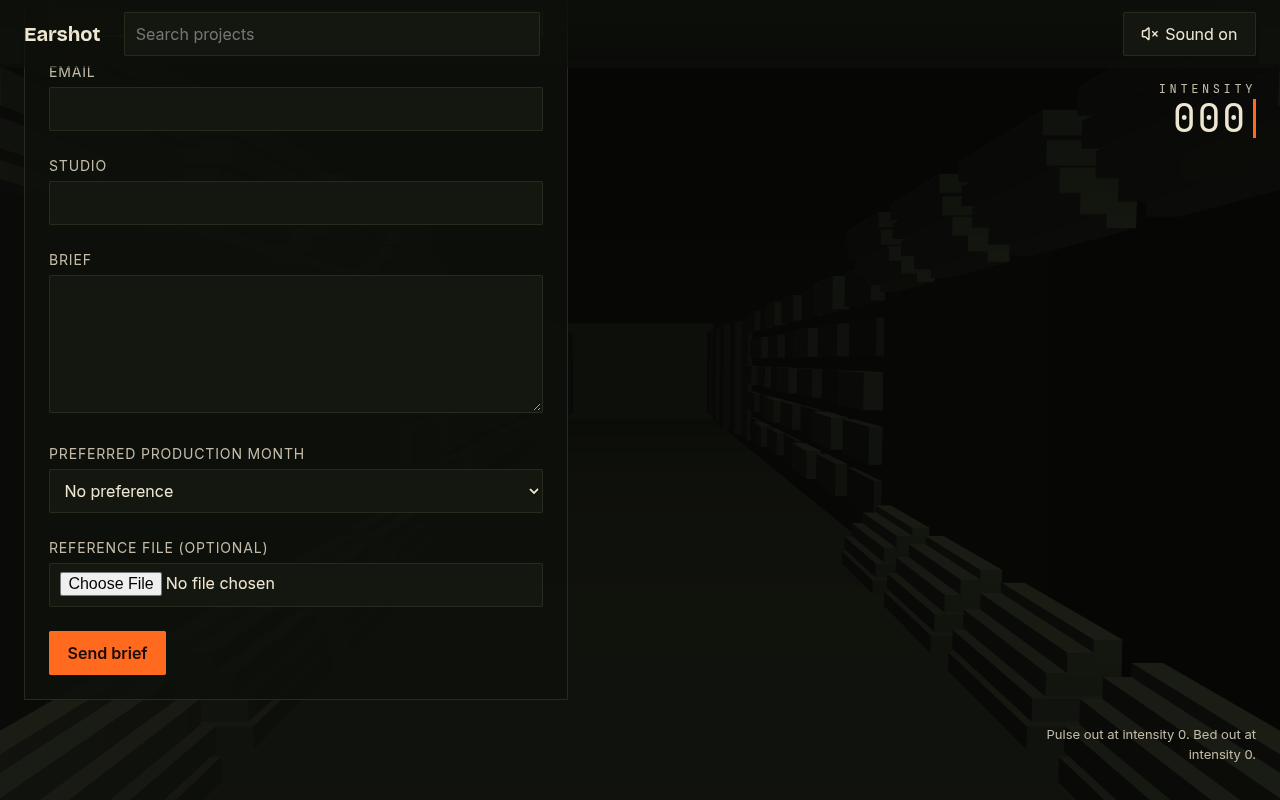 Earshot
Search projects
Sound on
INTENSITY
000
EMAIL
STUDIO
BRIEF
PREFERRED PRODUCTION MONTH
No preference
REFERENCE FILE (OPTIONAL)
Choose File No file chosen
Send brief
Pulse out at intensity 0. Bed out at
intensity 0.